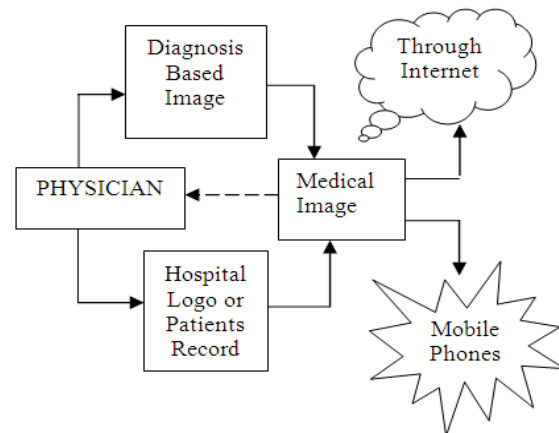 Diagnosis
Based
Image
Through
Internet
PHYSICIAN
Medical
Image
Hospital
Logo or
Patients
Record
Mobile
Phones